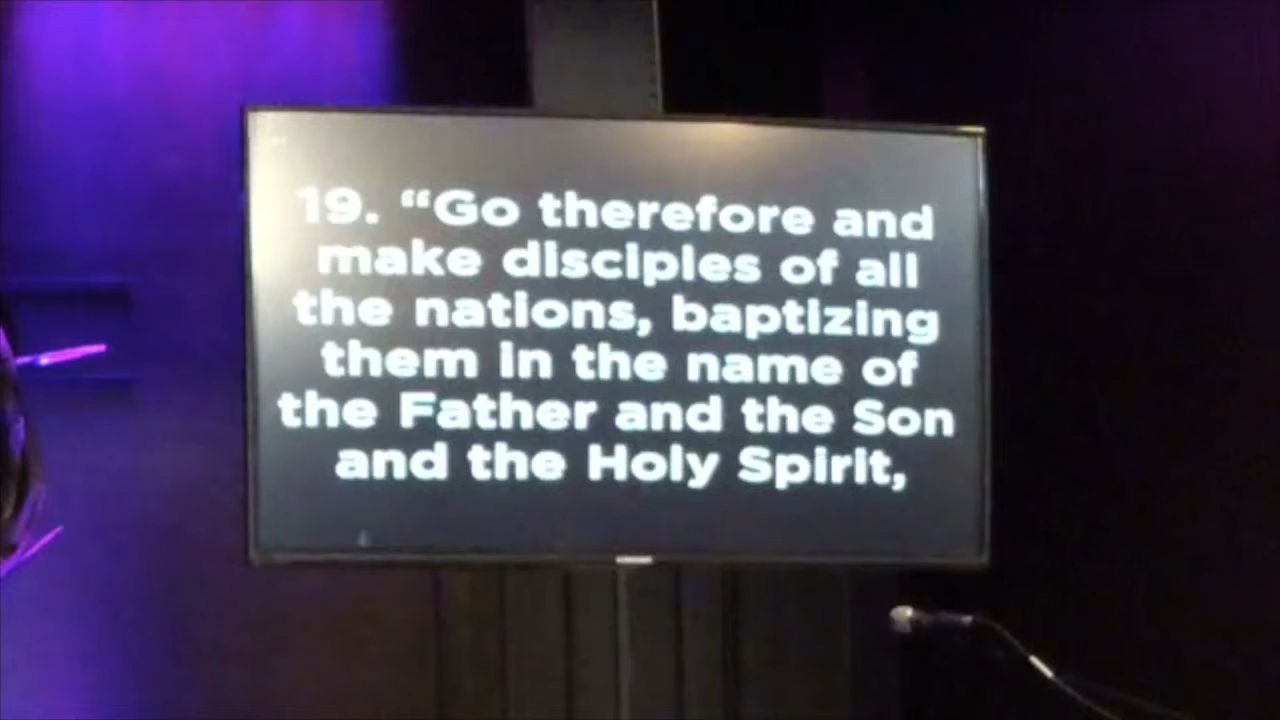 19. “Go therefore and
make disciples of all
the nations, baptizing
them in the name of
the Father and the Son
and the Holy Spirit,